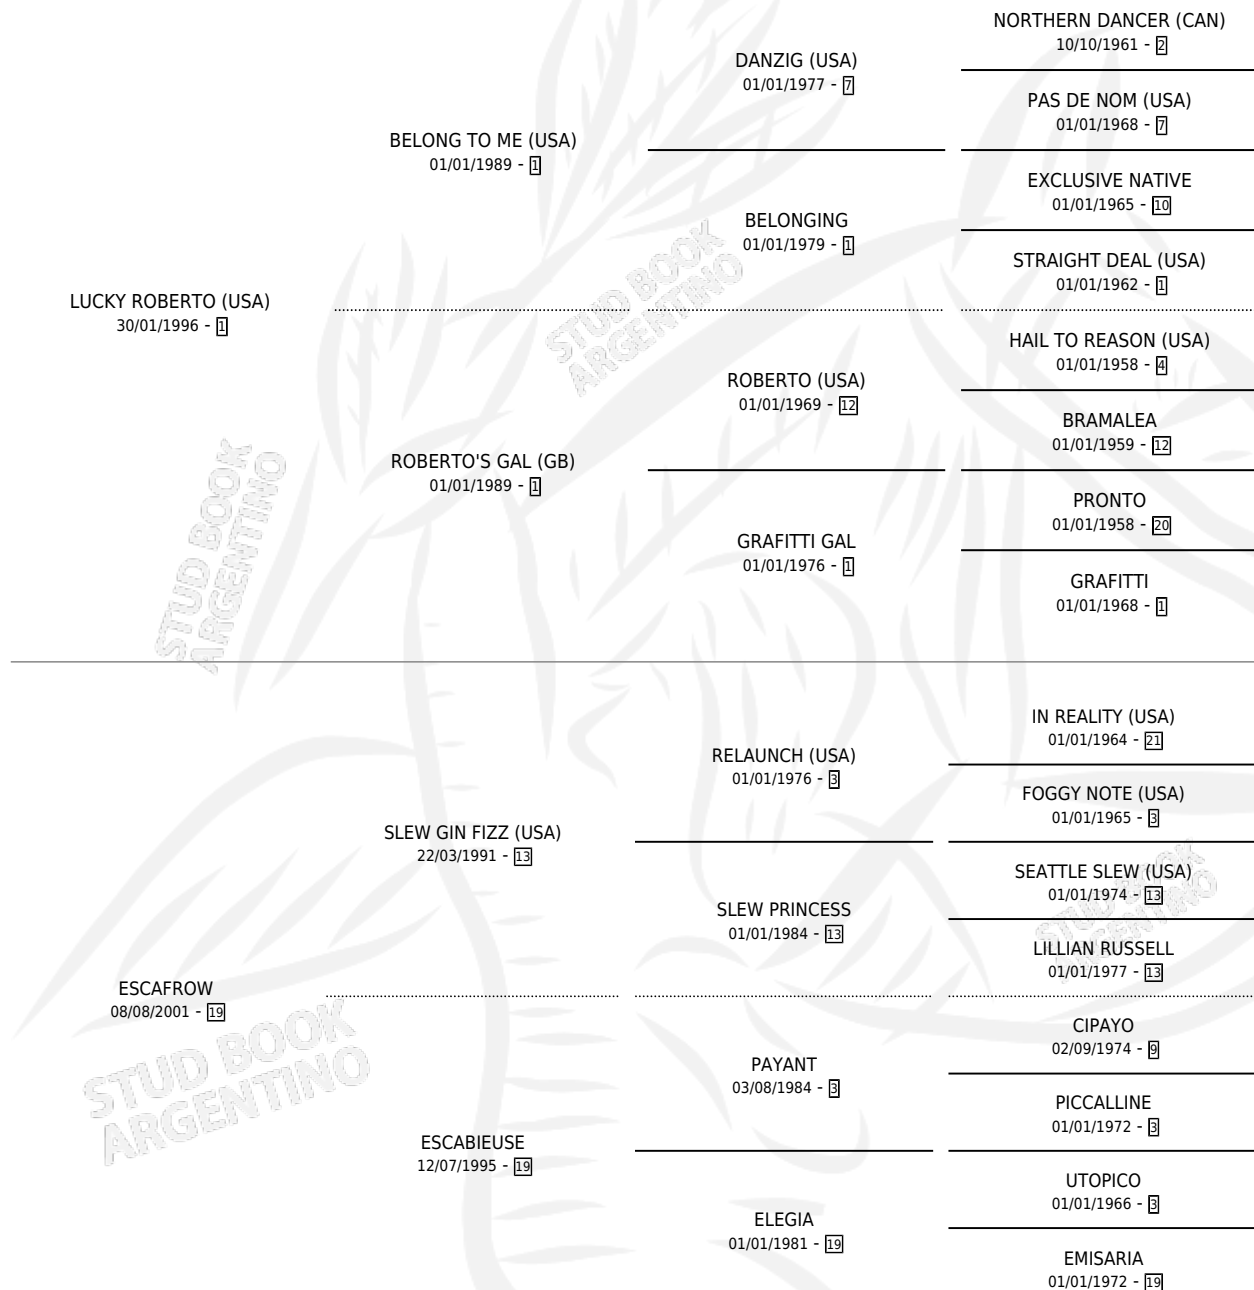 NORTHERN DANCER (CAN)
10/10/1961 - 2
DANZIG (USA)
01/01/1977 - 7
PAS DE NOM (USA)
01/01/1968 - 7
BELONG TO ME (USA)
01/01/1989 - 1
EXCLUSIVE NATIVE
01/01/1965 - 10
BELONGING
01/01/1979 - 1
STRAIGHT DEAL (USA)
01/01/1962 - 1
LUCKY ROBERTO (USA)
30/01/1996 - 1
STUD BOOK
ARGENTINO
HAIL TO REASON (USA)
01/01/1958 - 4
ROBERTO (USA)
01/01/1969 - 12
BRAMALEA
01/01/1959 - 12
ROBERTO'S GAL (GB)
01/01/1989 - 1
PRONTO
01/01/1958 - 20
GRAFITTI GAL
01/01/1976 - 1
GRAFITTI
01/01/1968 - 1
STUD BOOK
ARGENTINO
IN REALITY (USA)
01/01/1964 - 21
RELAUNCH (USA)
01/01/1976 - 3
FOGGY NOTE (USA)
01/01/1965 - 3
SLEW GIN FIZZ (USA)
22/03/1991 - 13
SEATTLE SLEW (USA)
01/01/1974 - 13
STUD BOOK
ARGENTINO
SLEW PRINCESS
01/01/1984 - 13
LILLIAN RUSSELL
01/01/1977 - 13
ESCAFROW
08/08/2001 - 19
STUD BOOK
ARGENTINO
CIPAYO
02/09/1974 - 9
PAYANT
03/08/1984 - 3
PICCALLINE
01/01/1972 - 3
ESCABIEUSE
12/07/1995 - 19
UTOPICO
01/01/1966 - 3
ELEGIA
01/01/1981 - 19
EMISARIA
01/01/1972 - 19